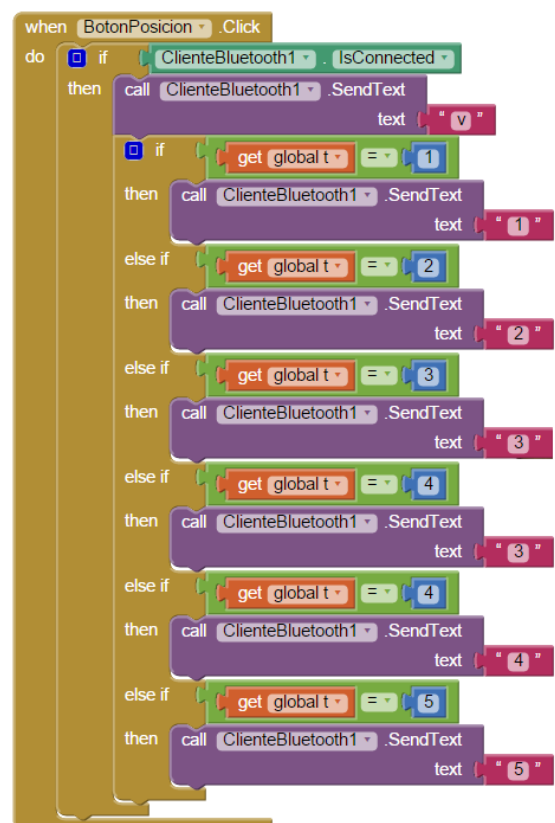 when BotonPosicion .Click
do if ClienteBluetooth1 . IsConnected
then call ClienteBluetooth1 .SendText
text " v "
if get global t = 1
then call ClienteBluetooth1 .SendText
text " 1 "
else if get global t = 2
then call ClienteBluetooth1 .SendText
text " 2 "
else if get global t = 3
then call ClienteBluetooth1 .SendText
text " 3 "
else if get global t = 4
then call ClienteBluetooth1 .SendText
text " 3 "
else if get global t = 4
then call ClienteBluetooth1 .SendText
text " 4 "
else if get global t = 5
then call ClienteBluetooth1 .SendText
text " 5 "